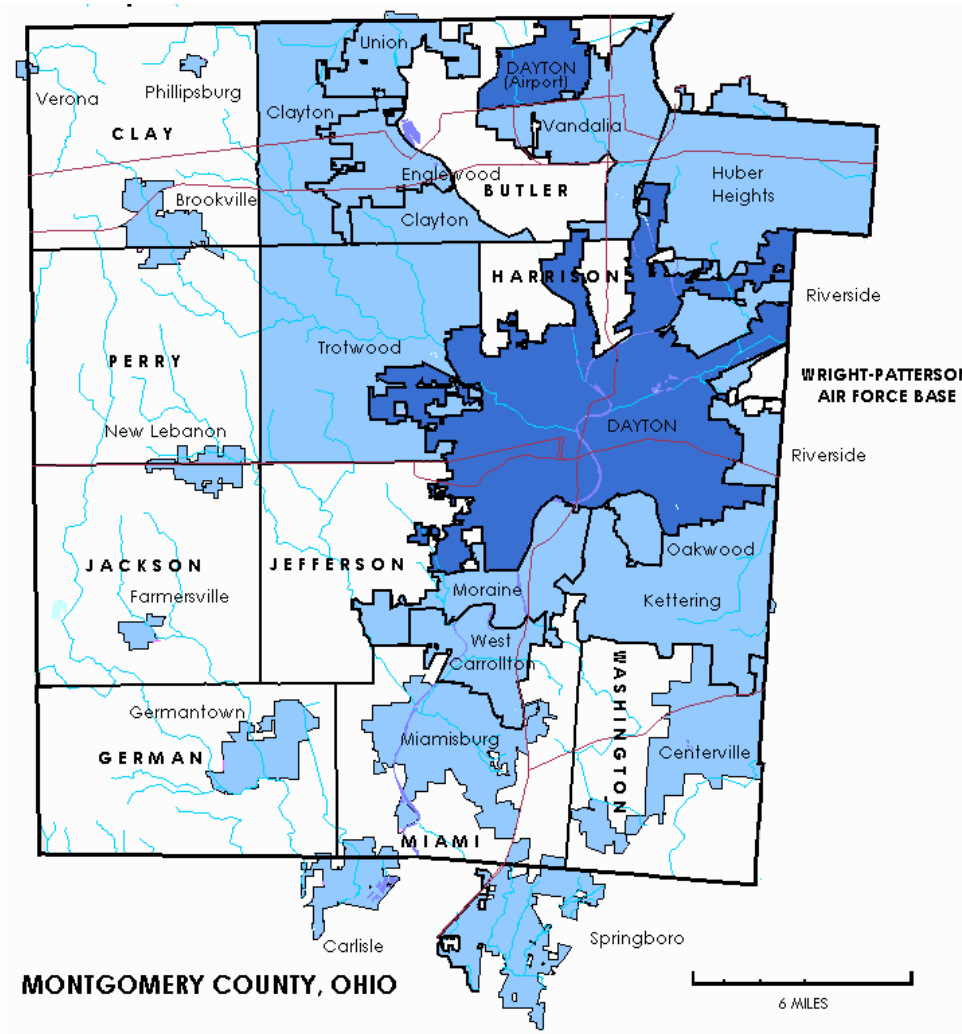 Union
DAYTON
(Airport)
Verona
Phillipsburg
Clayton
Vandalia
CLAY
Englewood
BUTLER
Huber
Heights
Brookville
Clayton
HARRISON
Riverside
Trotwood
PERRY
WRIGHT-PATTERSON
AIR FORCE BASE
New Lebanon
DAYTON
Riverside
Oakwood
JACKSON
JEFFERSON
Farmersville
Moraine
Kettering
West
Carrollton
WASHINGTON
Germantown
Miamisburg
Centerville
GERMAN
MIAMI
Carlisle
Springboro
MONTGOMERY COUNTY, OHIO
6 MILES